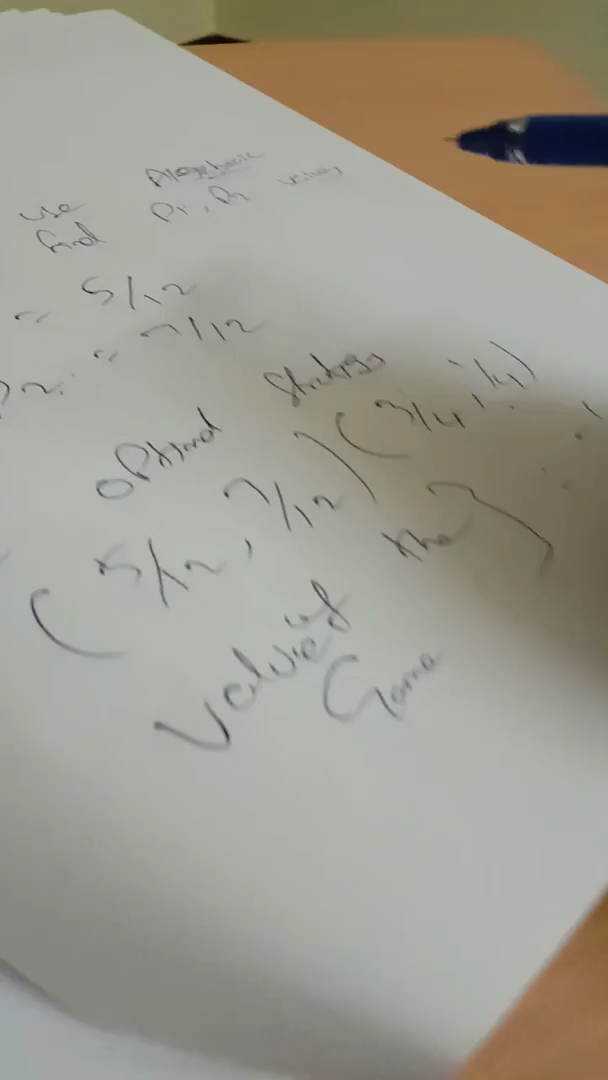 use Algebraic
find P1, P2 values
= 5/12
P2 = 7/12
optimal
(5/12, 7/12) (3/4, 1/4)
value of the
Game